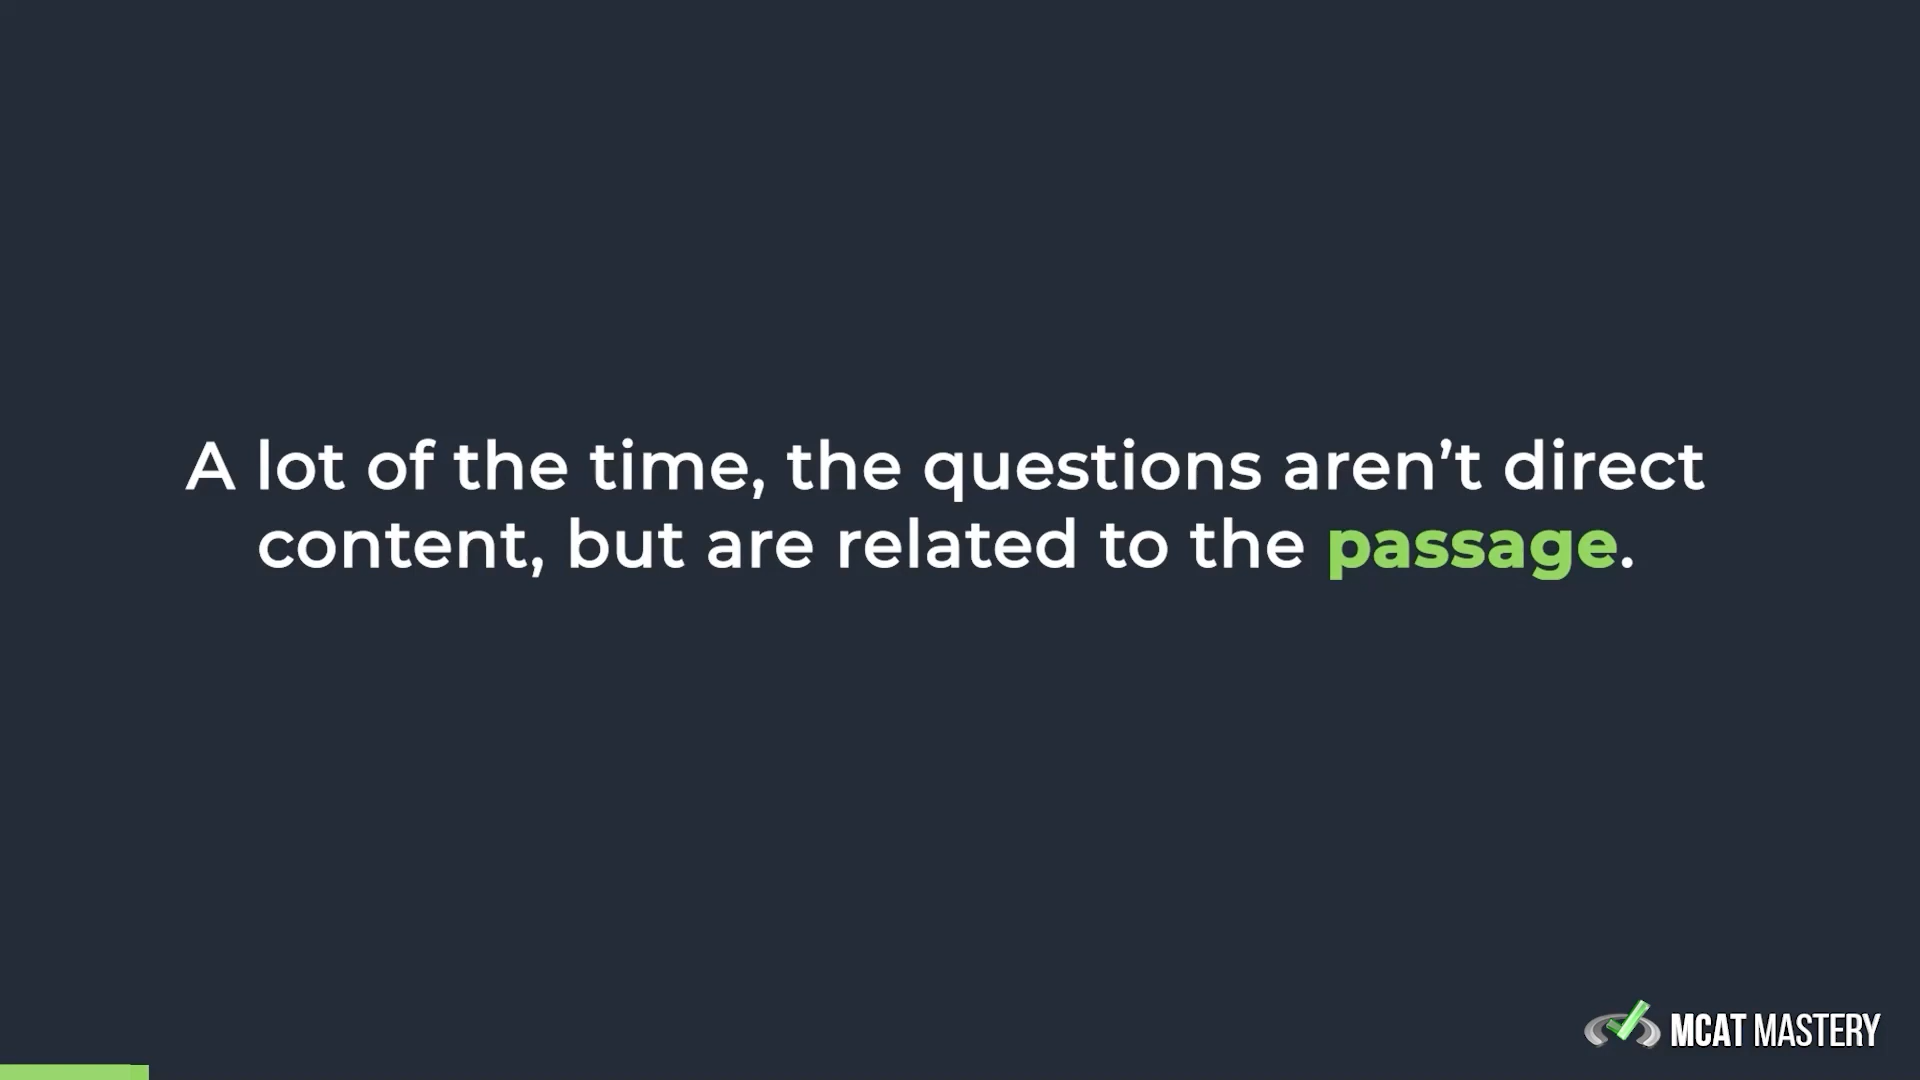 A lot of the time, the questions aren’t direct
content, but are related to the passage.
MCAT MASTERY